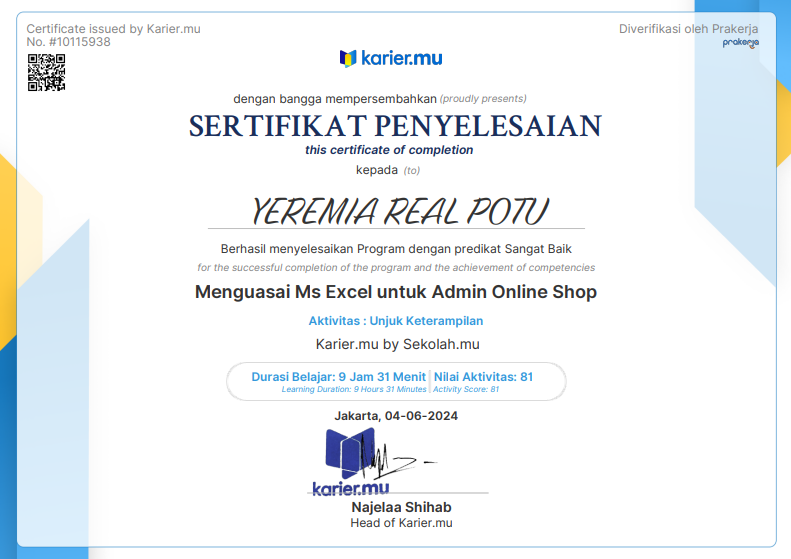 Certificate issued by Karier.mu
No. #10115938
Diverifikasi oleh Prakerja
prakerja
karier.mu
dengan bangga mempersembahkan (proudly presents)
SERTIFIKAT PENYELESAIAN
this certificate of completion
kepada (to)
YEREMIA REAL POTU
Berhasil menyelesaikan Program dengan predikat Sangat Baik
for the successful completion of the program and the achievement of competencies
Menguasai Ms Excel untuk Admin Online Shop
Aktivitas : Unjuk Keterampilan
Karier.mu by Sekolah.mu
Durasi Belajar: 9 Jam 31 Menit | Nilai Aktivitas: 81
Learning Duration: 9 Hours 31 Minutes | Activity Score: 81
Jakarta, 04-06-2024
karier.mu
Najelaa Shihab
Head of Karier.mu